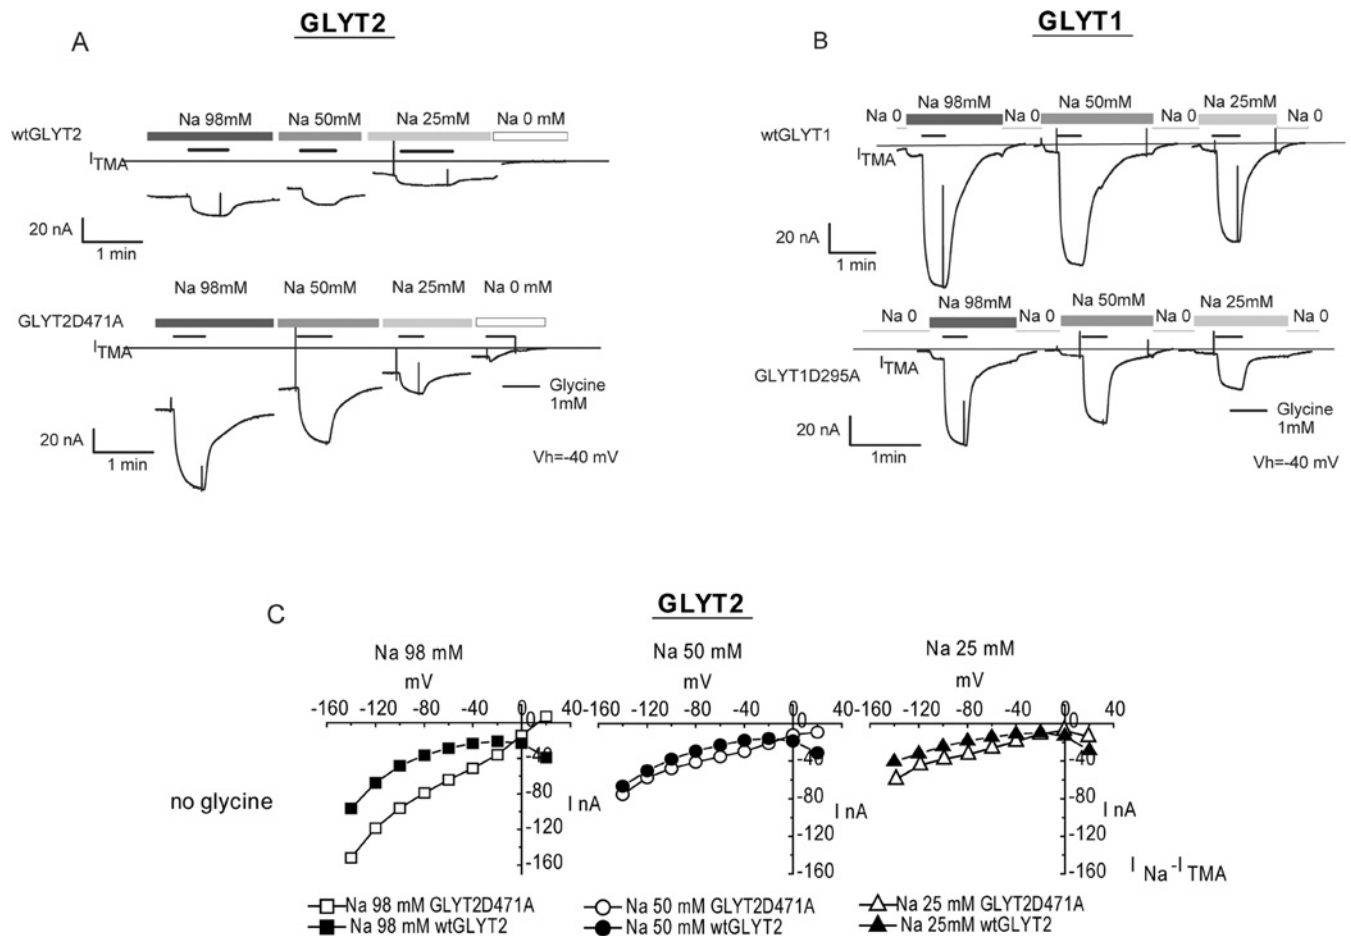 GLYT2
GLYT1
A
B
Na 98mM Na 50mM Na 25mM Na 0 mM
wtGLYT2
ITMA
20 nA
1 min
Na 0 Na 98mM Na 0 Na 50mM Na 0 Na 25mM Na 0
wtGLYT1
ITMA
20 nA
1 min
Na 98mM Na 50mM Na 25mM Na 0 mM
GLYT2D471A
ITMA
Glycine
1mM
20 nA
1 min
Vh=-40 mV
Na 0 Na 98mM Na 0 Na 50mM Na 0 Na 25mM Na 0
ITMA
GLYT1D295A
Glycine
1mM
20 nA
1min
Vh=-40 mV
C
GLYT2
Na 98 mM
mV
-160 -120 -80 -40 0 40
-40
-80
-120
-160
I nA
Na 50 mM
mV
-160 -120 -80 -40 0 40
0
-40
-80
-120
-160
I nA
Na 25 mM
mV
-160 -120 -80 -40 0 40
0
-40
-80
-120
-160
I nA
no glycine
I Na-I TMA
Na 98 mM GLYT2D471A
Na 98 mM wtGLYT2
Na 50 mM GLYT2D471A
Na 50 mM wtGLYT2
Na 25 mM GLYT2D471A
Na 25mM wtGLYT2